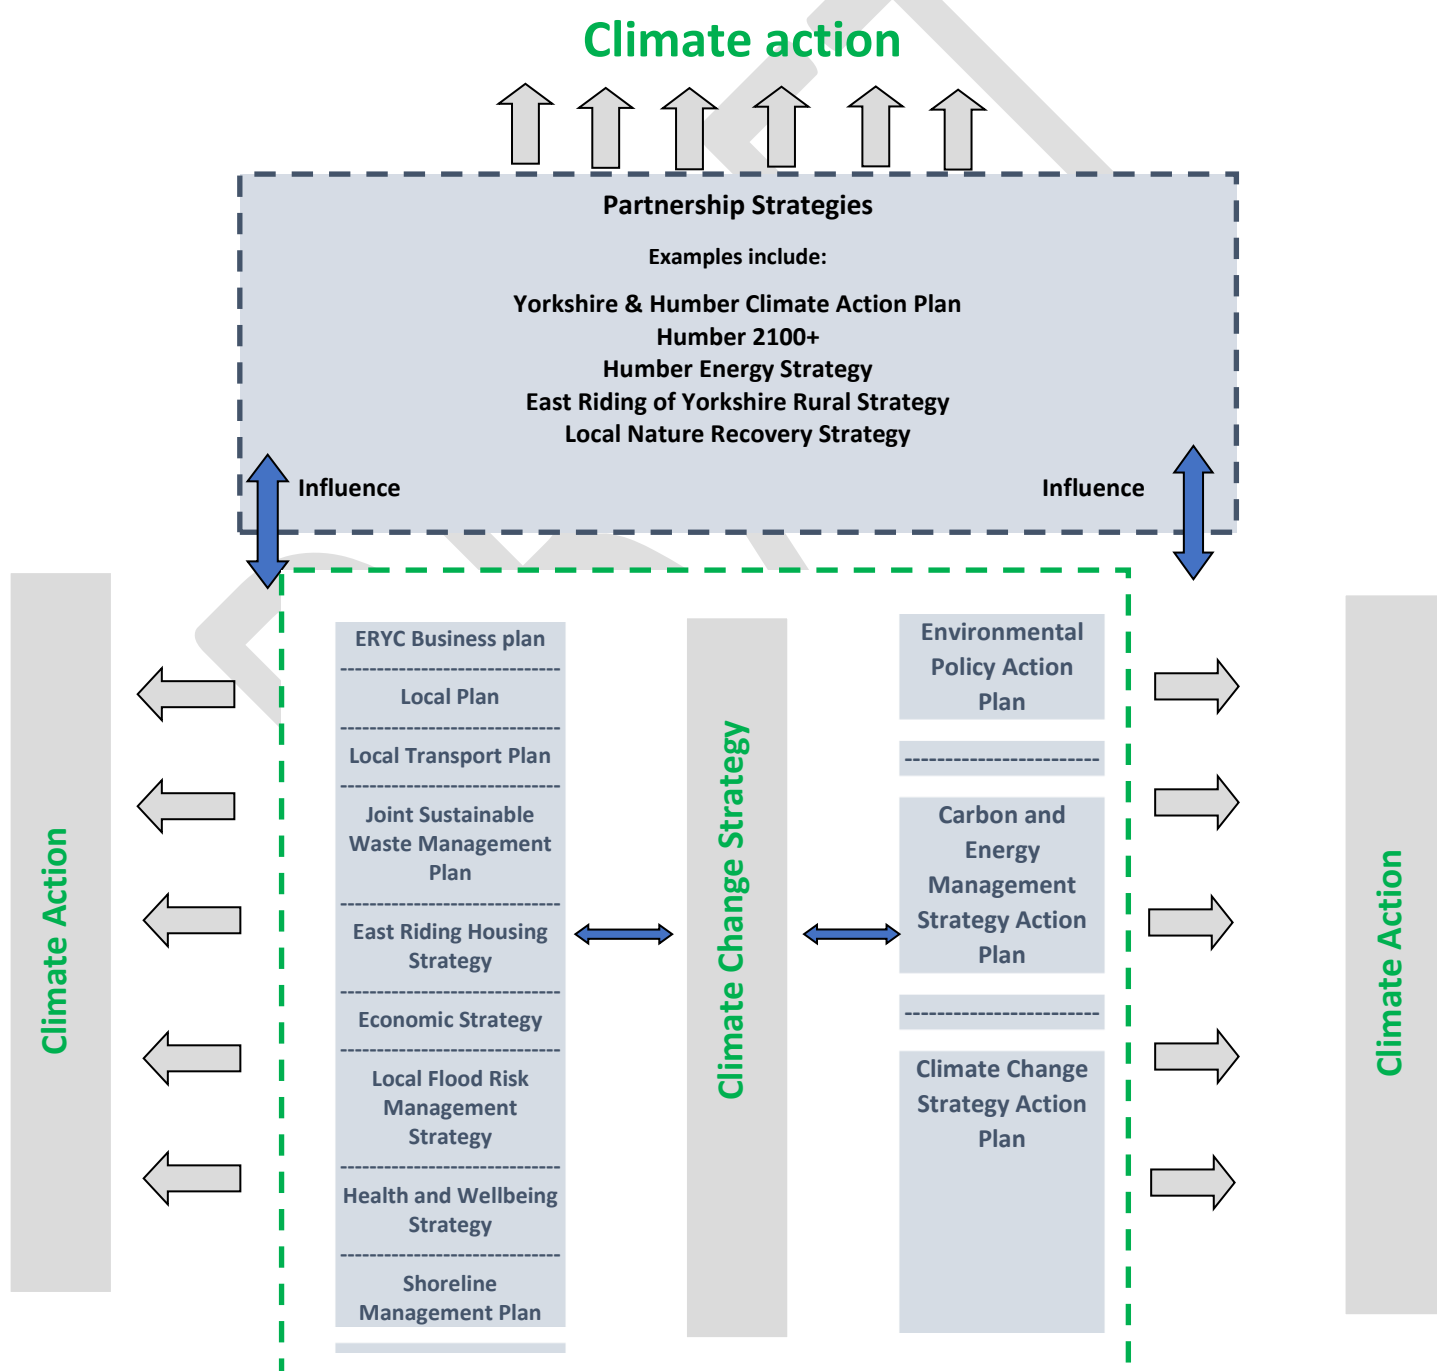 Climate action
Partnership Strategies
Examples include:
Yorkshire & Humber Climate Action Plan
Humber 2100+
Humber Energy Strategy
East Riding of Yorkshire Rural Strategy
Local Nature Recovery Strategy
Influence
Influence
Climate Action
ERYC Business plan
-----------------------------
Local Plan
-----------------------------
Local Transport Plan
-----------------------------
Joint Sustainable
Waste Management
Plan
-----------------------------
East Riding Housing
Strategy
-----------------------------
Economic Strategy
-----------------------------
Local Flood Risk
Management
Strategy
-----------------------------
Health and Wellbeing
Strategy
-----------------------------
Shoreline
Management Plan
Climate Change Strategy
Environmental
Policy Action
Plan
------------------------
Carbon and
Energy
Management
Strategy Action
Plan
------------------------
Climate Change
Strategy Action
Plan
Climate Action